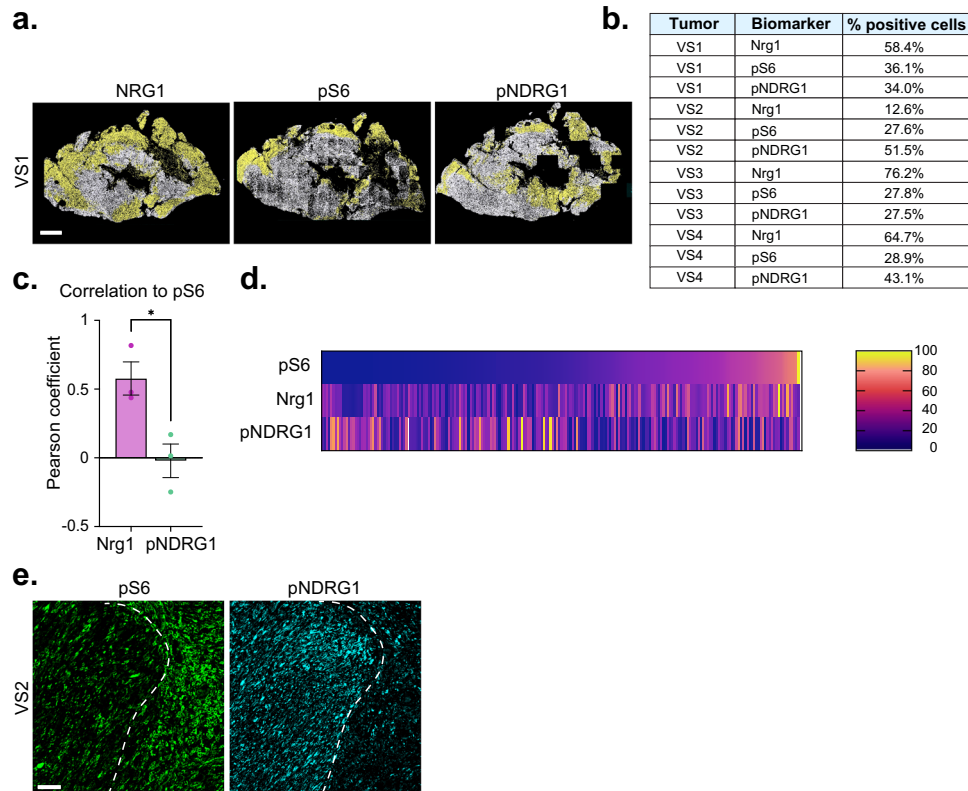 a.
NRG1 pS6 pNDRG1
VS1
b.
Tumor Biomarker % positive cells
VS1 Nrg1 58.4%
VS1 pS6 36.1%
VS1 pNDRG1 34.0%
VS2 Nrg1 12.6%
VS2 pS6 27.6%
VS2 pNDRG1 51.5%
VS3 Nrg1 76.2%
VS3 pS6 27.8%
VS3 pNDRG1 27.5%
VS4 Nrg1 64.7%
VS4 pS6 28.9%
VS4 pNDRG1 43.1%
c.
Correlation to pS6
Pearson coefficient
1
0.5
0
-0.5
*
Nrg1 pNDRG1
d.
pS6
Nrg1
pNDRG1
100
80
60
40
20
0
e.
pS6 pNDRG1
VS2